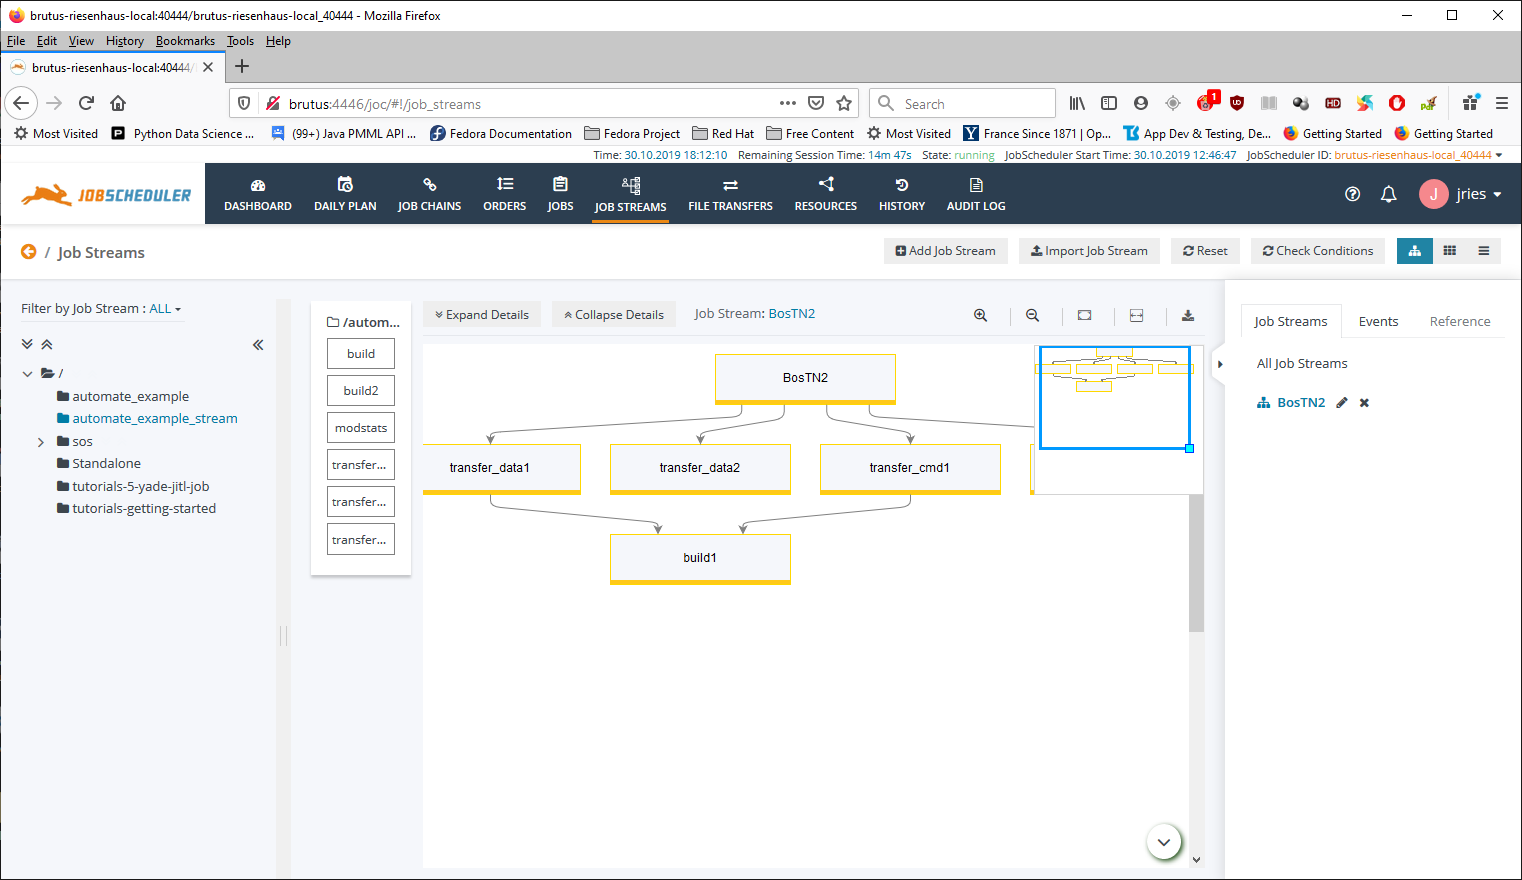 brutus-riesenhaus-local:40444/brutus-riesenhaus-local_40444 - Mozilla Firefox
File Edit View History Bookmarks Tools Help
brutus-riesenhaus-local:40444/
brutus:4446/joc/#!/job_streams
Search
1
Most Visited Python Data Science ... (99+) Java PMML API ... Fedora Documentation Fedora Project Red Hat Free Content Most Visited France Since 1871 | Op... App Dev & Testing, De... Getting Started Getting Started
Time: 30.10.2019 18:12:10 Remaining Session Time: 14m 47s State: running JobScheduler Start Time: 30.10.2019 12:46:47 JobScheduler ID: brutus-riesenhaus-local_40444
JOBSCHEDULER
DASHBOARD DAILY PLAN JOB CHAINS ORDERS JOBS JOB STREAMS FILE TRANSFERS RESOURCES HISTORY AUDIT LOG
J jries
/ Job Streams
Add Job Stream Import Job Stream Reset Check Conditions
Filter by Job Stream : ALL
/
automate_example
automate_example_stream
sos
Standalone
tutorials-5-yade-jitl-job
tutorials-getting-started
/autom...
build
build2
modstats
transfer...
transfer...
transfer...
Expand Details Collapse Details Job Stream: BosTN2
BosTN2
transfer_data1 transfer_data2 transfer_cmd1
build1
Job Streams Events Reference
All Job Streams
BosTN2